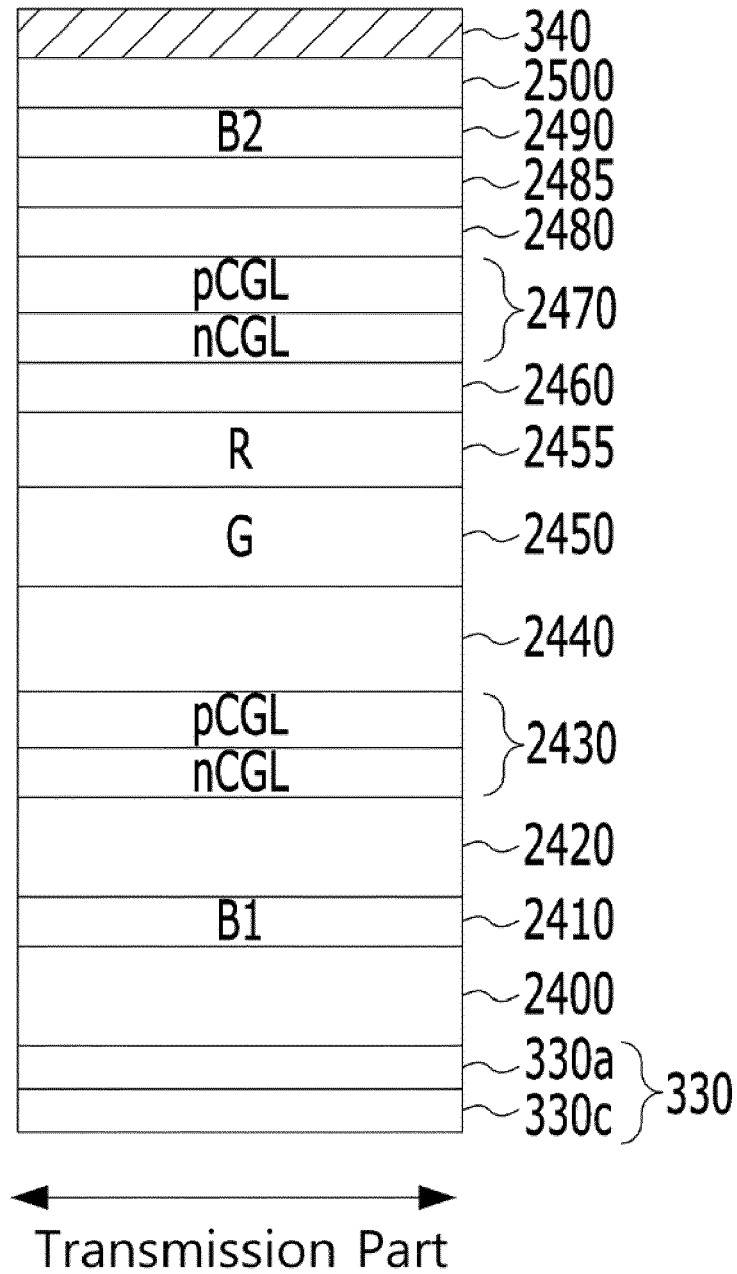 340
2500
B2 2490
2485
2480
pCGL
nCGL 2470
2460
R 2455
G 2450
2440
pCGL
nCGL 2430
2420
B1 2410
2400
330a
330c 330
Transmission Part